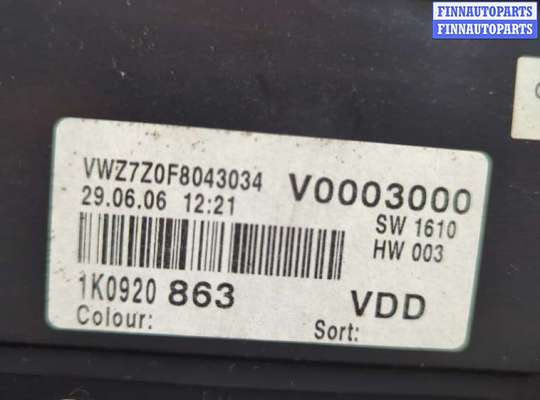 FINNAUTOPARTS
FINNAUTOPARTS
VWZ7Z0F8043034 V0003000
29.06.06 12:21 SW 1610
HW 003
1K0920 863 VDD
Colour: Sort: